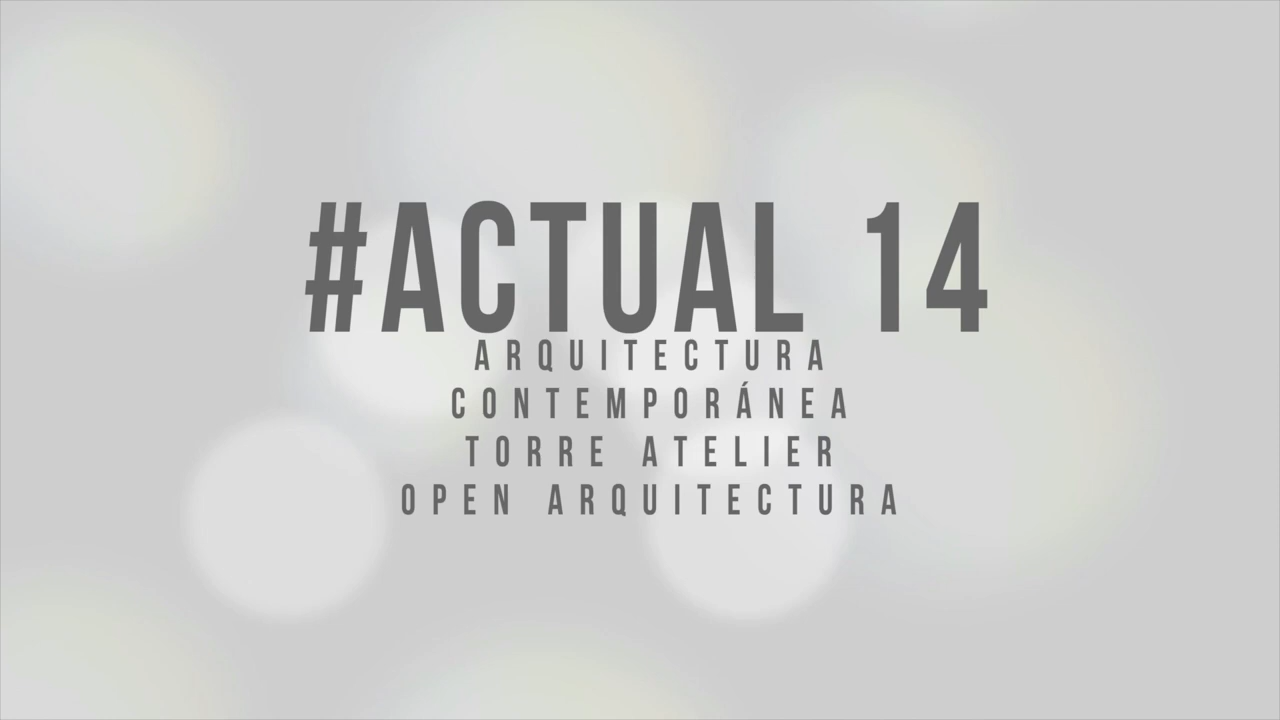 #ACTUAL 14
ARQUITECTURA
CONTEMPORÁNEA
TORRE ATELIER
OPEN ARQUITECTURA